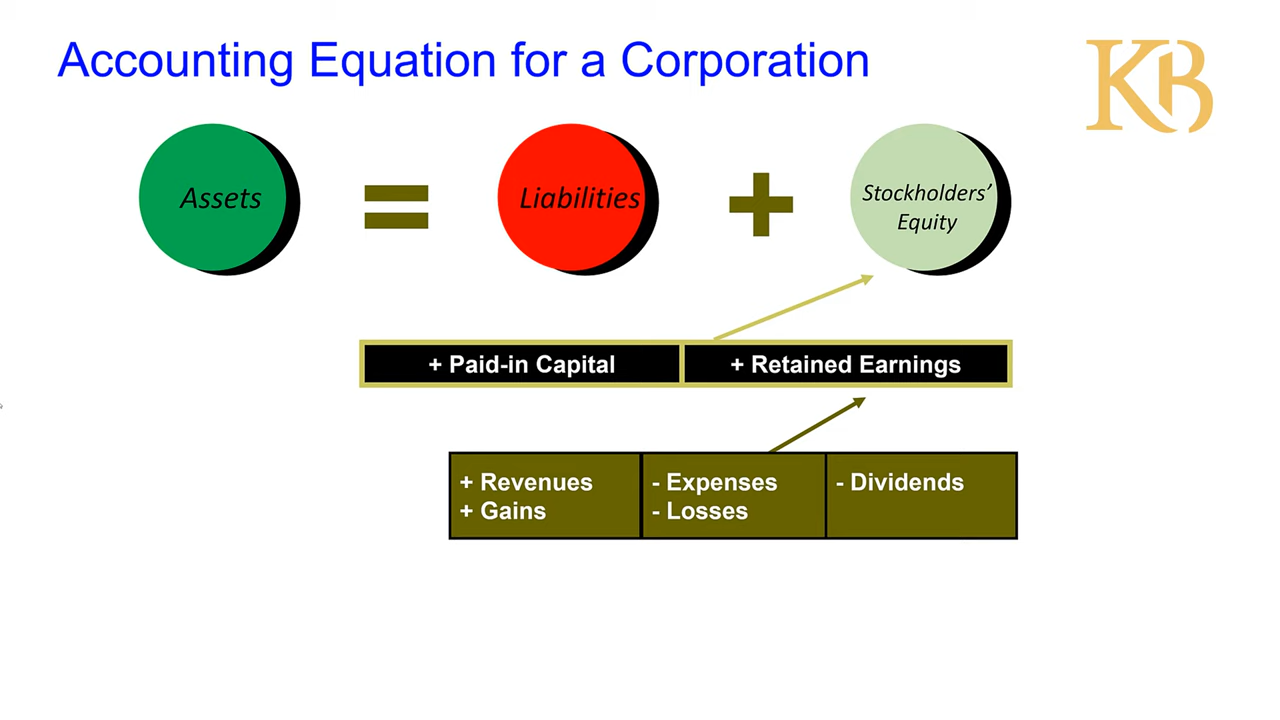 Accounting Equation for a Corporation
KB
Assets
=
Liabilities
+
Stockholders’
Equity
+ Paid-in Capital
+ Retained Earnings
+ Revenues
+ Gains
- Expenses
- Losses
- Dividends